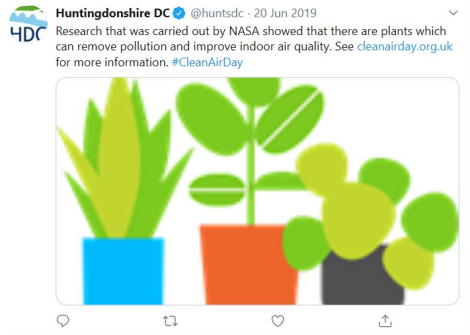 Huntingdonshire DC @huntsdc · 20 Jun 2019
HDC
Research that was carried out by NASA showed that there are plants which
can remove pollution and improve indoor air quality. See cleanairday.org.uk
for more information. #CleanAirDay